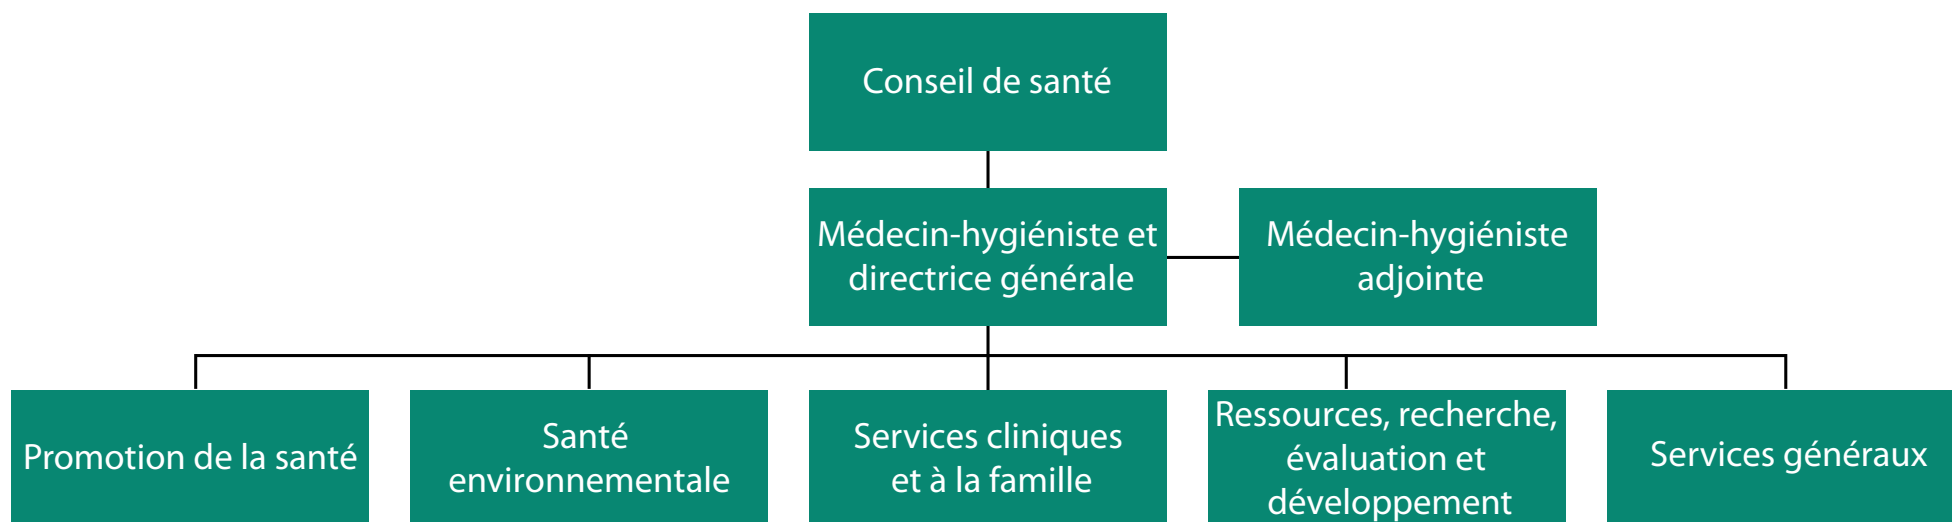 Conseil de santé
Médecin-hygiéniste et
directrice générale
Médecin-hygiéniste
adjointe
Promotion de la santé
Santé
environnementale
Services cliniques
et à la famille
Ressources, recherche,
évaluation et
développement
Services généraux